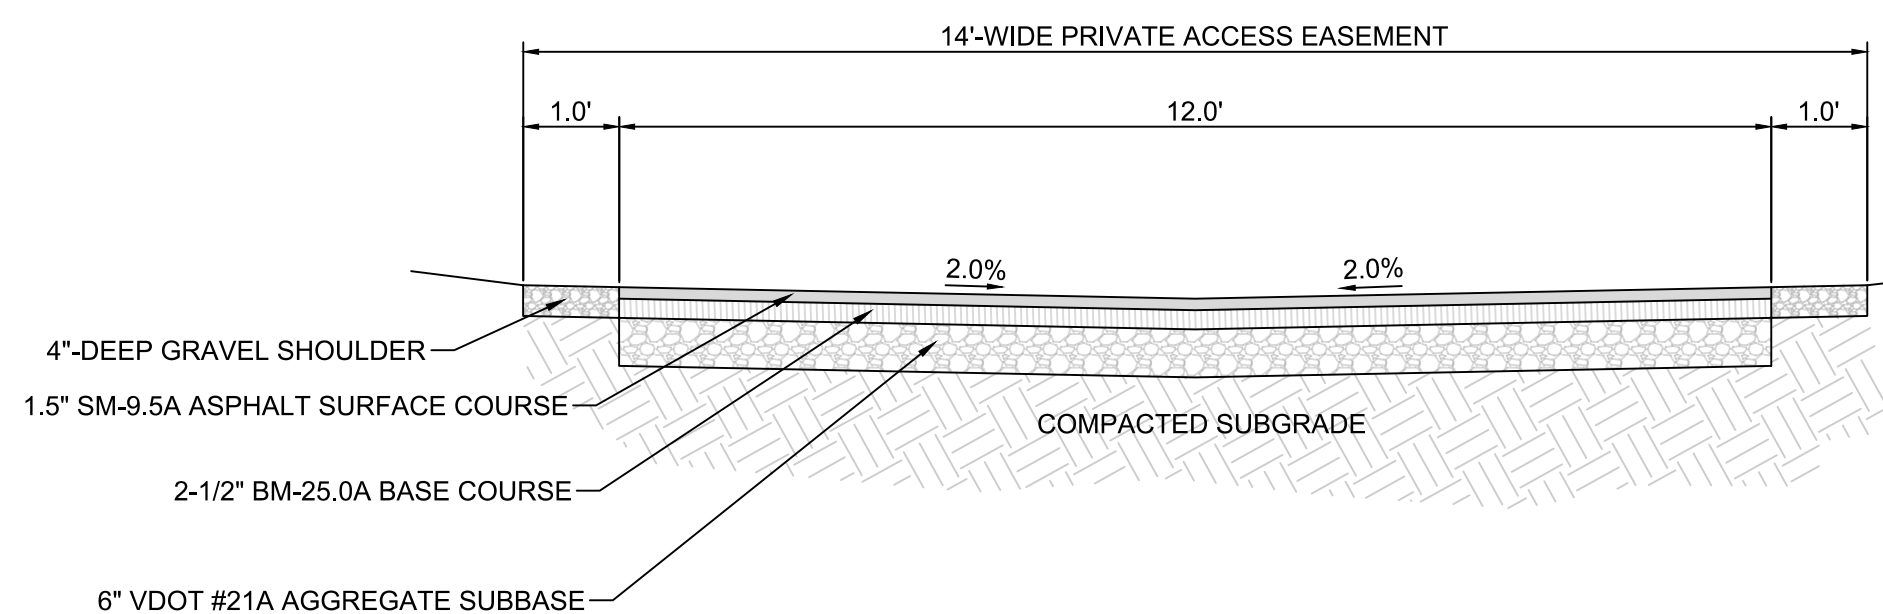 14'-WIDE PRIVATE ACCESS EASEMENT
1.0'
12.0'
1.0'
2.0%
2.0%
4"-DEEP GRAVEL SHOULDER
1.5" SM-9.5A ASPHALT SURFACE COURSE
COMPACTED SUBGRADE
2-1/2" BM-25.0A BASE COURSE
6" VDOT #21A AGGREGATE SUBBASE